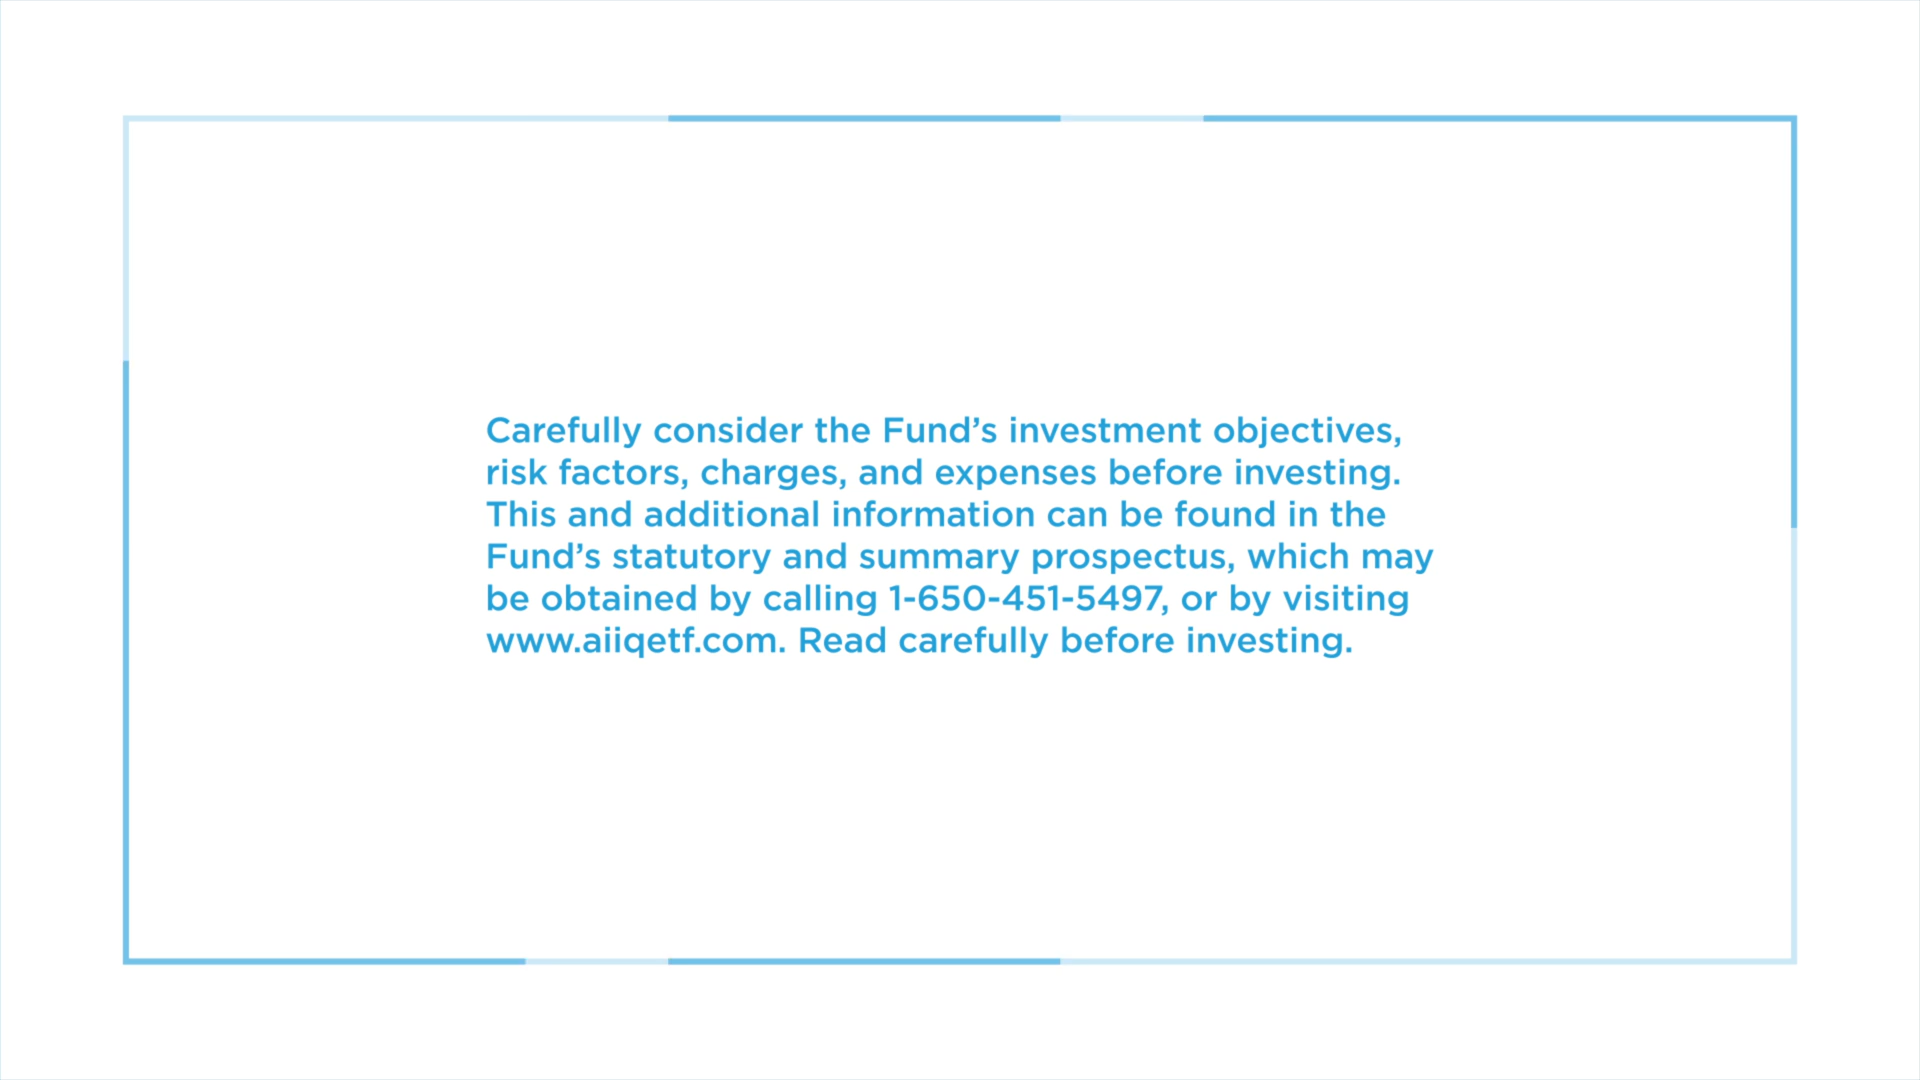 Carefully consider the Fund’s investment objectives,
risk factors, charges, and expenses before investing.
This and additional information can be found in the
Fund’s statutory and summary prospectus, which may
be obtained by calling 1-650-451-5497, or by visiting
www.aiiqetf.com. Read carefully before investing.